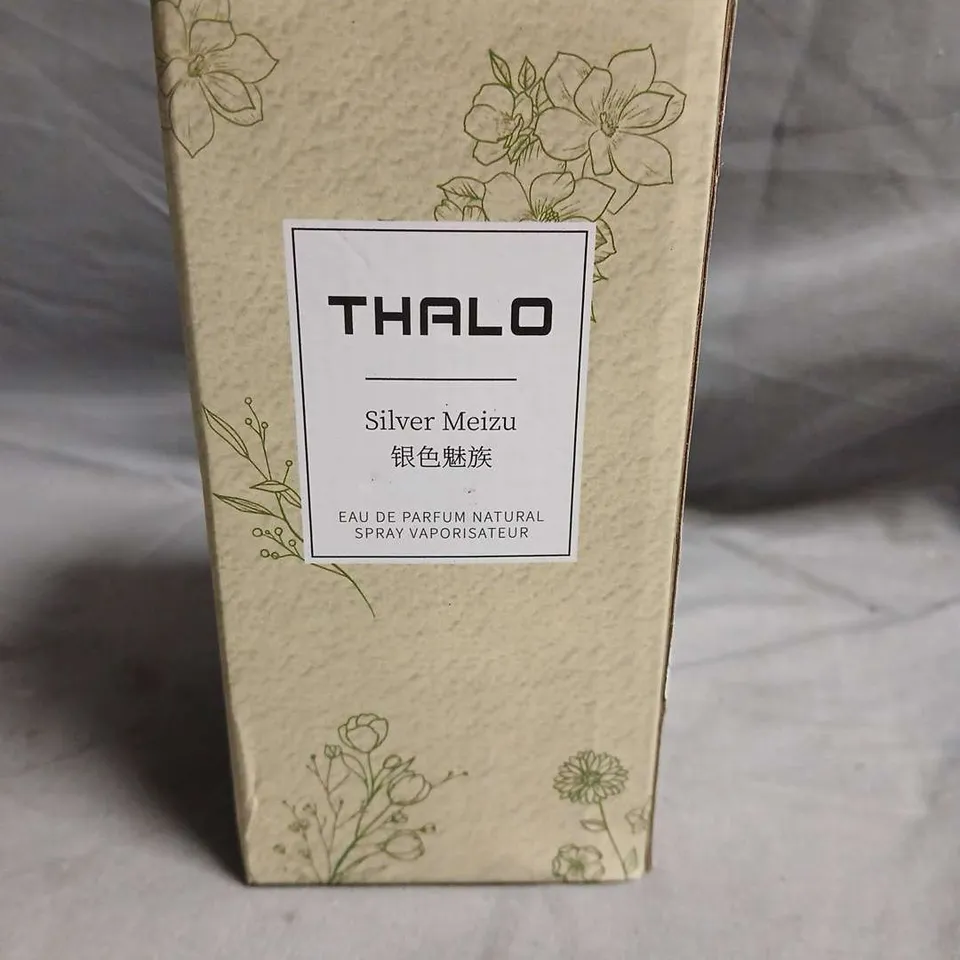 THALO
Silver Meizu
银色魅族
EAU DE PARFUM NATURAL
SPRAY VAPORISATEUR